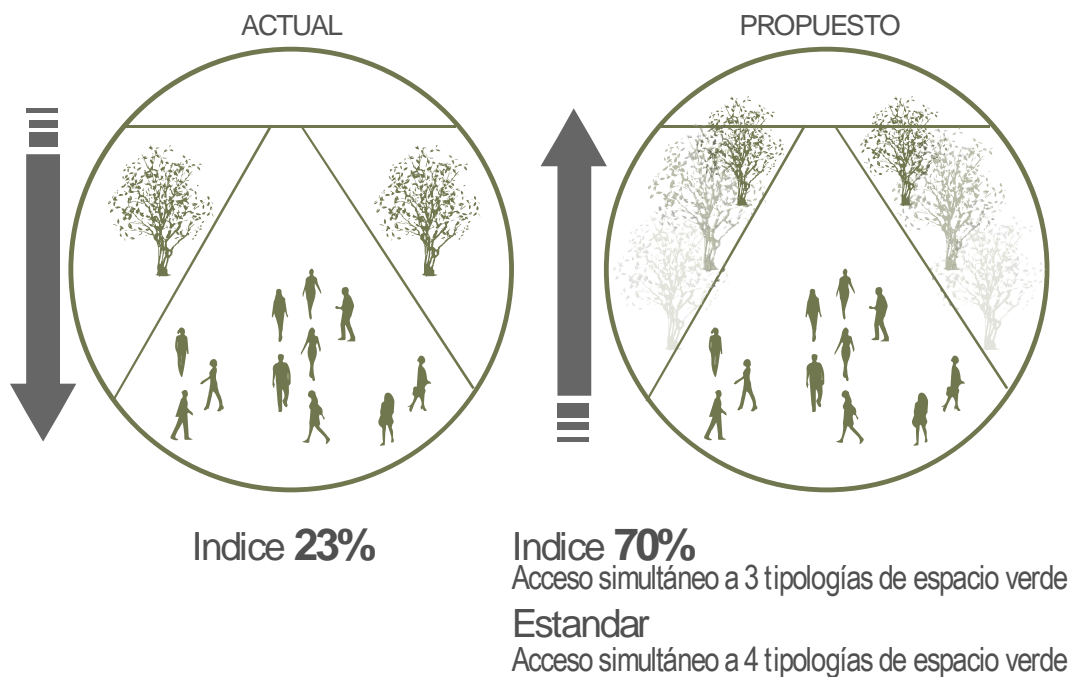 ACTUAL
PROPUESTO
Indice 23%
Indice 70%
Acceso simultáneo a 3 tipologías de espacio verde
Estandar
Acceso simultáneo a 4 tipologías de espacio verde